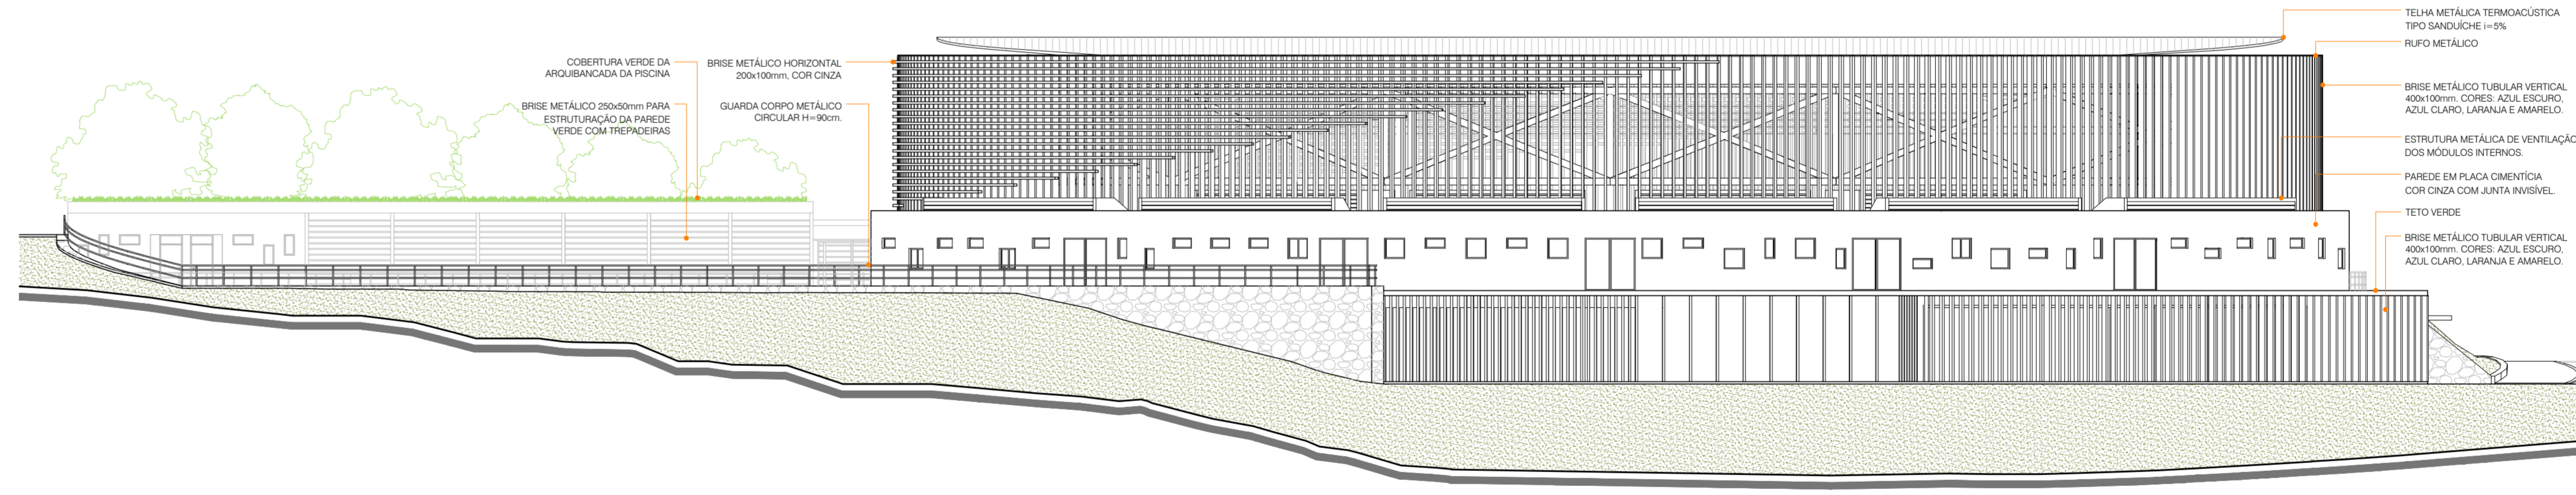 COBERTURA VERDE DA
ARQUIBANCADA DA PISCINA
BRISE METÁLICO 250x50mm PARA
ESTRUTURAÇÃO DA PAREDE
VERDE COM TREPADEIRAS
BRISE METÁLICO HORIZONTAL
200x100mm, COR CINZA
GUARDA CORPO METÁLICO
CIRCULAR H=90cm.
TELHA METÁLICA TERMOACÚSTICA
TIPO SANDUÍCHE i=5%
RUFO METÁLICO
BRISE METÁLICO TUBULAR VERTICAL
400x100mm. CORES: AZUL ESCURO,
AZUL CLARO, LARANJA E AMARELO.
ESTRUTURA METÁLICA DE VENTILAÇÃO
DOS MÓDULOS INTERNOS.
PAREDE EM PLACA CIMENTÍCIA
COR CINZA COM JUNTA INVISÍVEL.
TETO VERDE
BRISE METÁLICO TUBULAR VERTICAL
400x100mm. CORES: AZUL ESCURO,
AZUL CLARO, LARANJA E AMARELO.